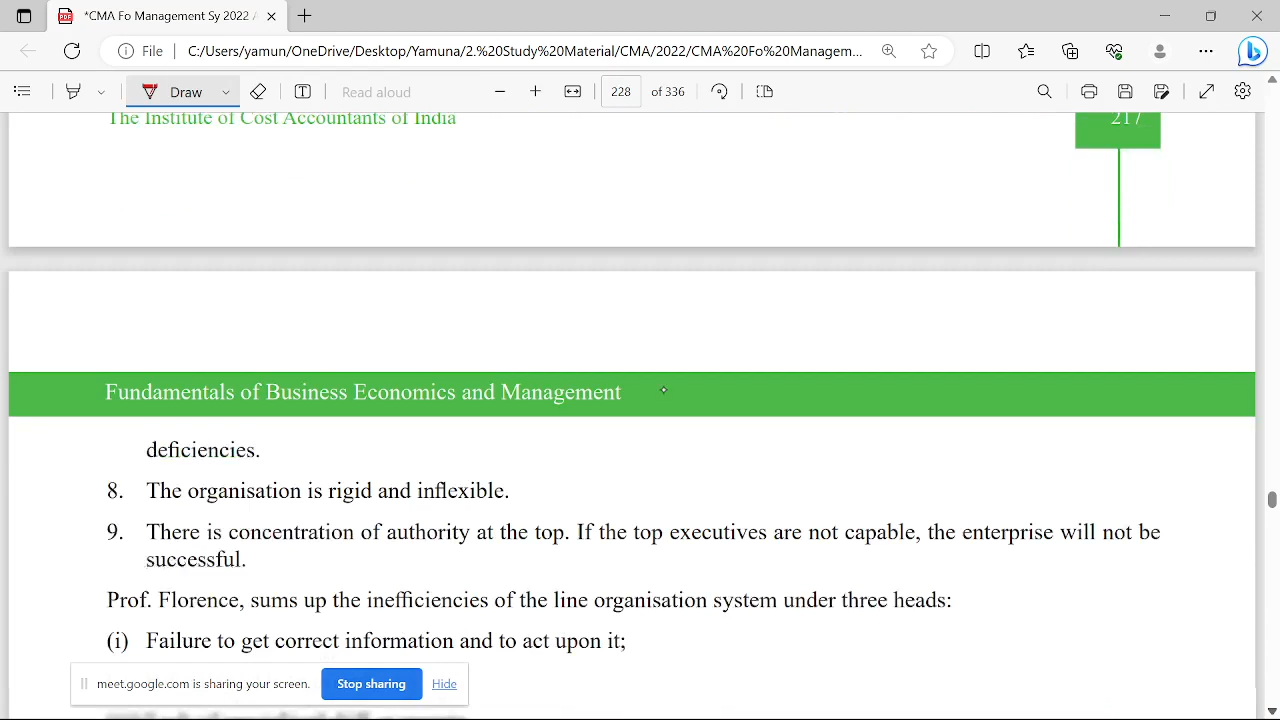 *CMA Fo Management Sy 2022
File
C:/Users/yamun/OneDrive/Desktop/Yamuna/2.%20Study%20Material/CMA/2022/CMA%20Fo%20Managem...
Draw
Read aloud
228 of 336
The Institute of Cost Accountants of India
217
Fundamentals of Business Economics and Management
deficiencies.
8. The organisation is rigid and inflexible.
9. There is concentration of authority at the top. If the top executives are not capable, the enterprise will not be
successful.
Prof. Florence, sums up the inefficiencies of the line organisation system under three heads:
(i) Failure to get correct information and to act upon it;
meet.google.com is sharing your screen. Stop sharing Hide